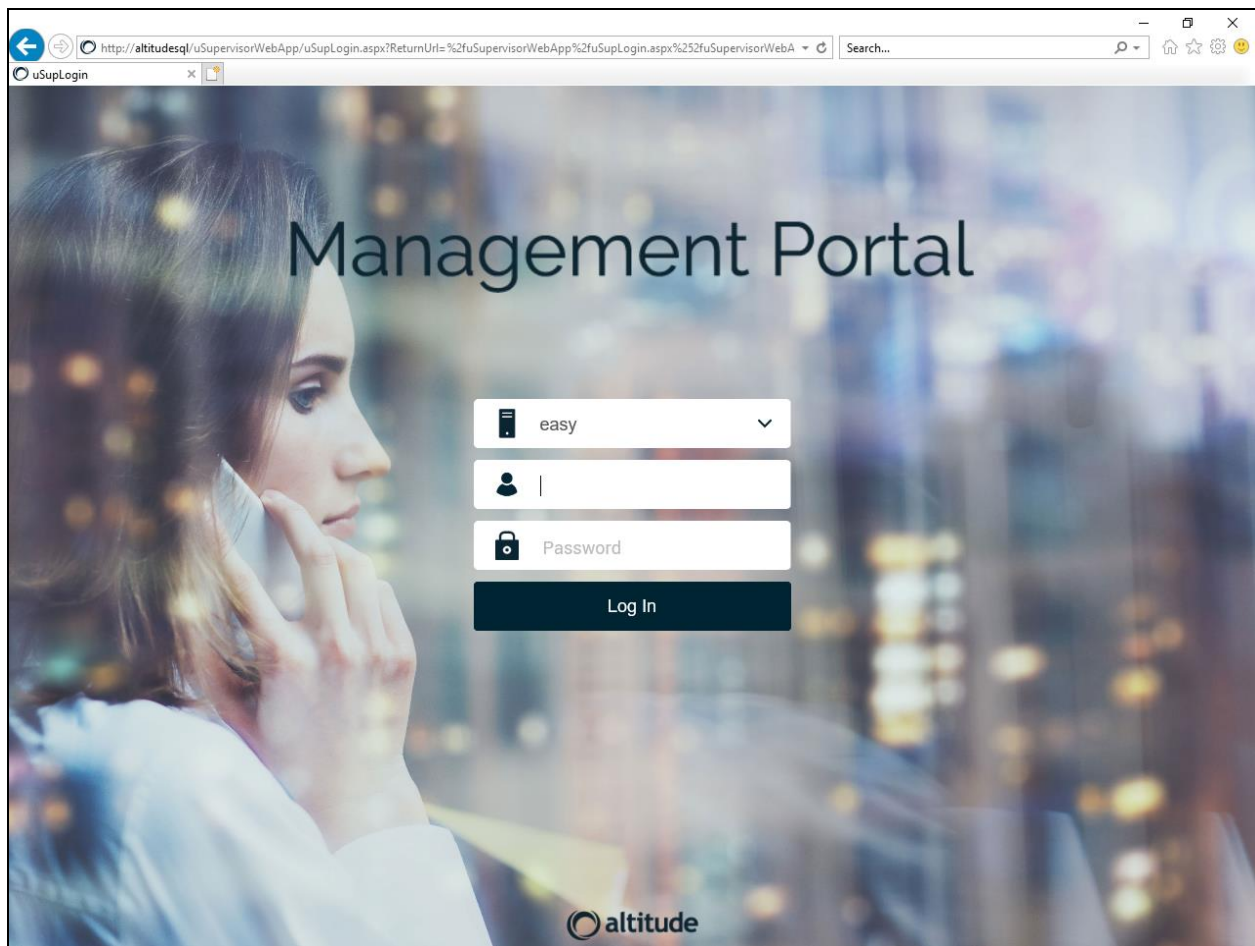 http://altitudesql/uSupervisorWebApp/uSupLogin.aspx?ReturnUrl=%2fuSupervisorWebApp%2fuSupLogin.aspx%252fuSupervisorWebA
Search...
uSupLogin
Management Portal
easy
Password
Log In
altitude